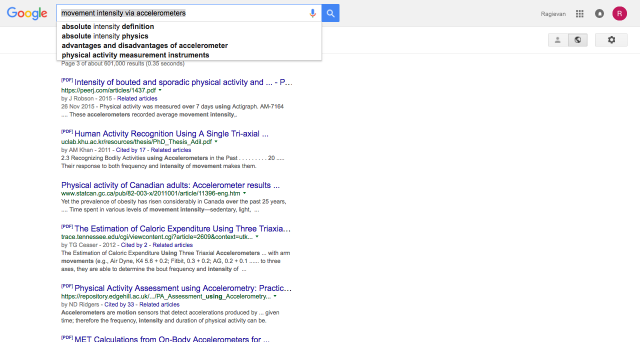 Google
movement intensity via accelerometers
Ragiavan
R
absolute intensity definition
absolute intensity physics
advantages and disadvantages of accelerometer
physical activity measurement instruments
Page 3 of about 601,000 results (0.35 seconds)
[PDF] Intensity of bouted and sporadic physical activity and ... - P…
https://peerj.com/articles/1437.pdf
by J Robson - 2015 - Related articles
26 Nov 2015 - Physical activity was measured over 7 days using Actigraph. AM-7164
.... These accelerometers recorded average movement intensity,.
[PDF] Human Activity Recognition Using A Single Tri-axial ...
uclab.khu.ac.kr/resources/thesis/PhD_Thesis_Adil.pdf
by AM Khan - 2011 - Cited by 17 - Related articles
2.3 Recognizing Bodily Activities using Accelerometers in the Past . . . . . . . . . 20 ....
Their response to both frequency and intensity of movement makes them.
Physical activity of Canadian adults: Accelerometer results ...
www.statcan.gc.ca/pub/82-003-x/2011001/article/11396-eng.htm
Yet the prevalence of obesity has risen considerably in Canada over the past 25 years,
.... Time spent in various levels of movement intensity—sedentary, light, ...
[PDF] The Estimation of Caloric Expenditure Using Three Triaxia…
trace.tennessee.edu/cgi/viewcontent.cgi?article=2609&context=utk...
by TG Ceaser - 2012 - Cited by 2 - Related articles
The Estimation of Caloric Expenditure Using Three Triaxial Accelerometers ... with arm
movements (e.g., Air Dyne, K4 5.6 + 0.2; Fitbit, 0.3 + 0.2; AG, 0.2 + 0.1 ...... to three
axes, they are able to determine the bout frequency and intensity of ...
[PDF] Physical Activity Assessment Using Accelerometry: Practic…
https://repository.edgehill.ac.uk/.../PA_Assessment_using_Accelerometry...
by ND Ridgers - Cited by 33 - Related articles
Accelerometers are motion sensors that detect accelerations produced by ... given
time; therefore the frequency, intensity and duration of physical activity can be.
[PDF] MET Calculations from On-Body Accelerometers for ...